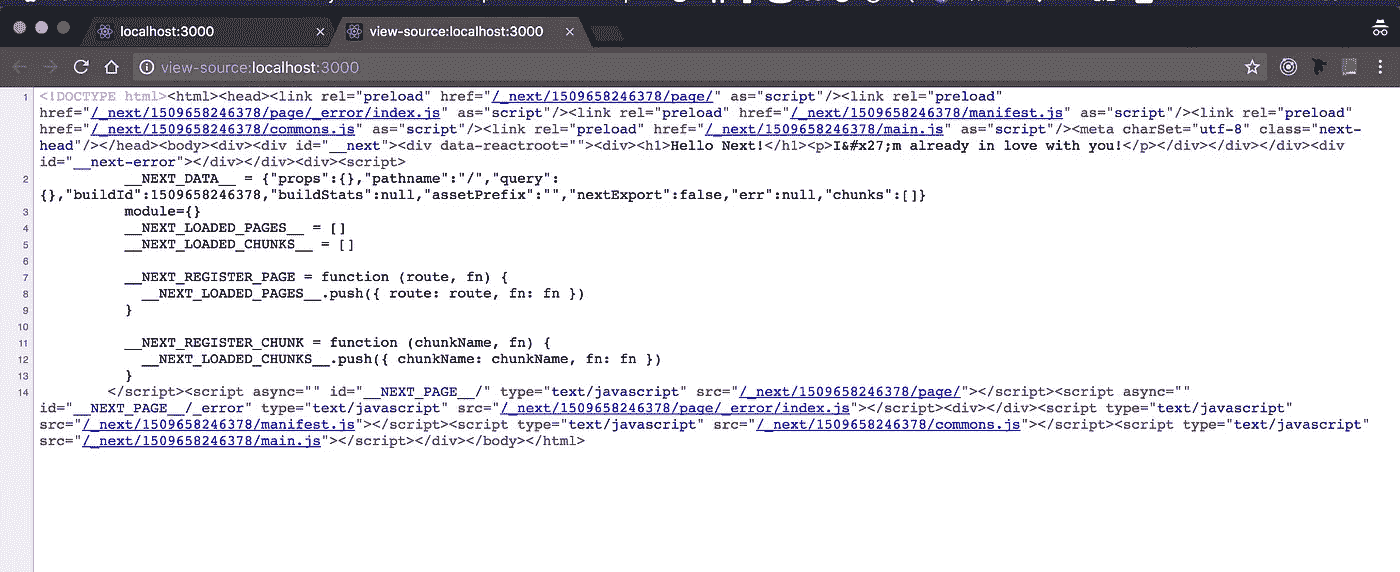 localhost:3000 ×
view-source:localhost:3000 ×
view-source:localhost:3000
1 <!DOCTYPE html><html><head><link rel="preload" href="/_next/1509658246378/page/" as="script"/><link rel="preload"
href="/_next/1509658246378/page/_error/index.js" as="script"/><link rel="preload" href="/_next/1509658246378/manifest.js" as="script"/><link rel="preload"
href="/_next/1509658246378/commons.js" as="script"/><link rel="preload" href="/_next/1509658246378/main.js" as="script"/><meta charSet="utf-8" class="next-
head"/></head><body><div><div id="__next"><div data-reactroot=""><div><h1>Hello Next!</h1><p>I&#x27;m already in love with you!</p></div></div></div><div
id="__next-error"></div></div><div><script>
2 __NEXT_DATA__ = {"props":{},"pathname":"/","query":
{},"buildId":1509658246378,"buildStats":null,"assetPrefix":"","nextExport":false,"err":null,"chunks":[]}
3 module={}
4 __NEXT_LOADED_PAGES__ = []
5 __NEXT_LOADED_CHUNKS__ = []
6
7 __NEXT_REGISTER_PAGE = function (route, fn) {
8 __NEXT_LOADED_PAGES__.push({ route: route, fn: fn })
9 }
10
11 __NEXT_REGISTER_CHUNK = function (chunkName, fn) {
12 __NEXT_LOADED_CHUNKS__.push({ chunkName: chunkName, fn: fn })
13 }
14 </script><script async="" id="__NEXT_PAGE__/" type="text/javascript" src="/_next/1509658246378/page/"></script><script async=""
id="__NEXT_PAGE__/_error" type="text/javascript" src="/_next/1509658246378/page/_error/index.js"></script><div></div><script type="text/javascript"
src="/_next/1509658246378/manifest.js"></script><script type="text/javascript" src="/_next/1509658246378/commons.js"></script><script type="text/javascript"
src="/_next/1509658246378/main.js"></script></div></body></html>